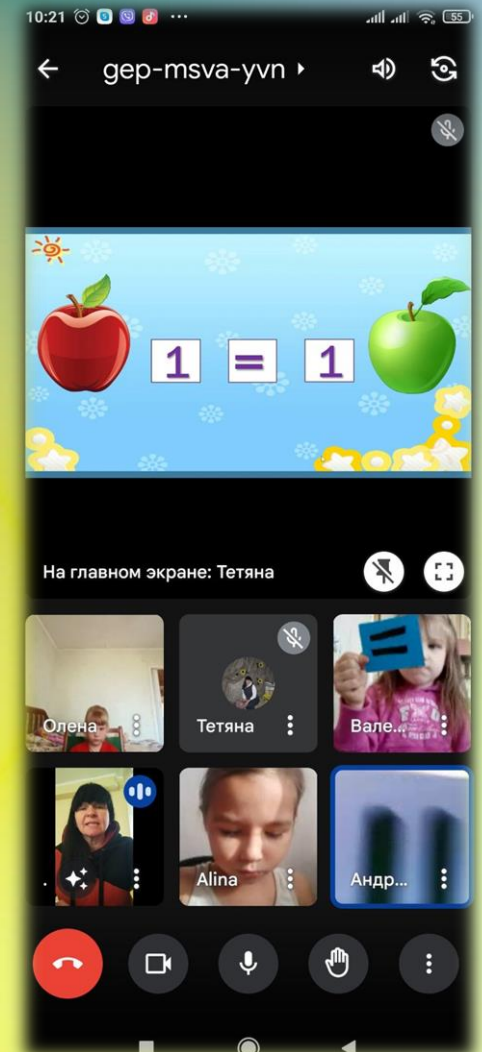 10:21
55
gep-msva-yvn
1 = 1
На главном экране: Тетяна
Олена
Тетяна
Вале...
=
.
Alina
Андр...